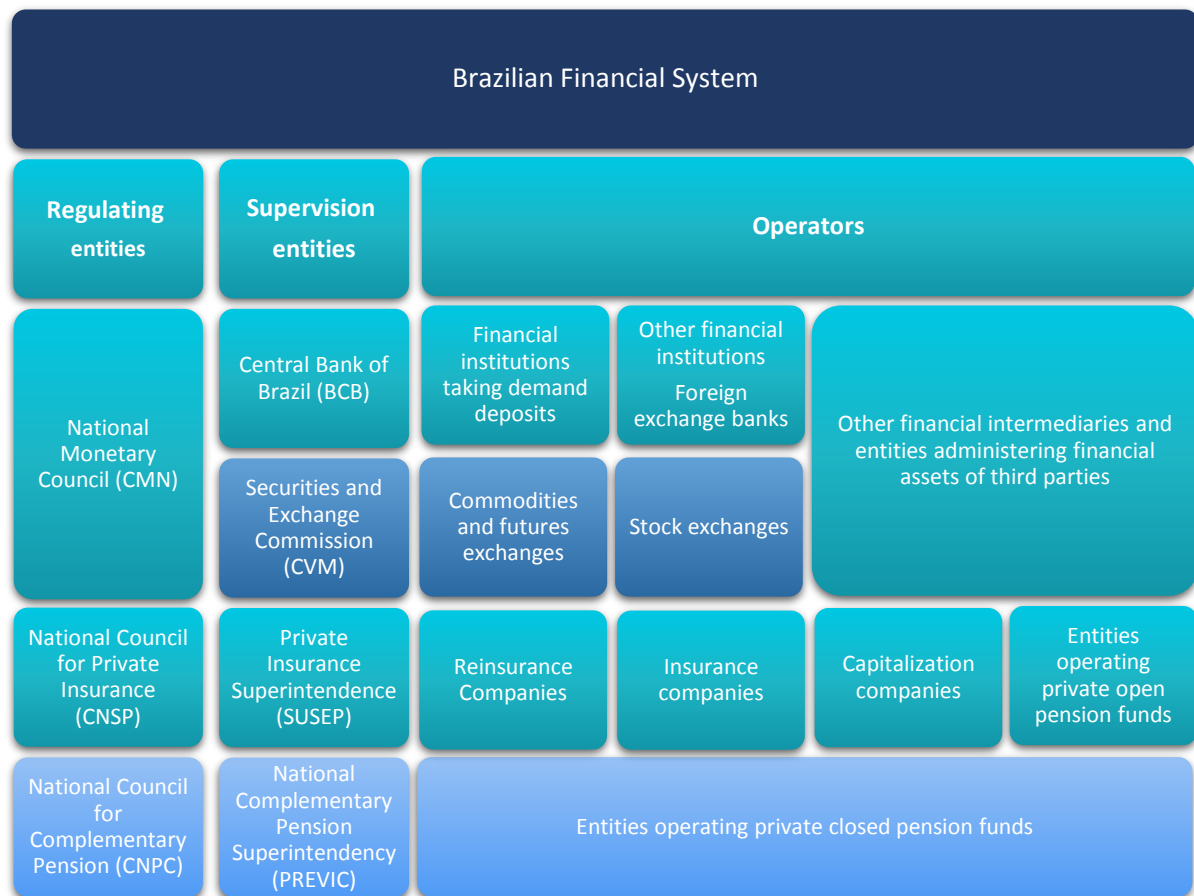 Brazilian Financial System
Regulating
entities
Supervision
entities
Operators
National
Monetary
Council (CMN)
Central Bank of
Brazil (BCB)
Financial
institutions
taking demand
deposits
Other financial
institutions
Foreign
exchange banks
Other financial intermediaries and
entities administering financial
assets of third parties
Securities and
Exchange
Commission
(CVM)
Commodities
and futures
exchanges
Stock exchanges
National Council
for Private
Insurance
(CNSP)
Private
Insurance
Superintendence
(SUSEP)
Reinsurance
Companies
Insurance
companies
Capitalization
companies
Entities
operating
private open
pension funds
National Council
for
Complementary
Pension (CNPC)
National
Complementary
Pension
Superintendency
(PREVIC)
Entities operating private closed pension funds